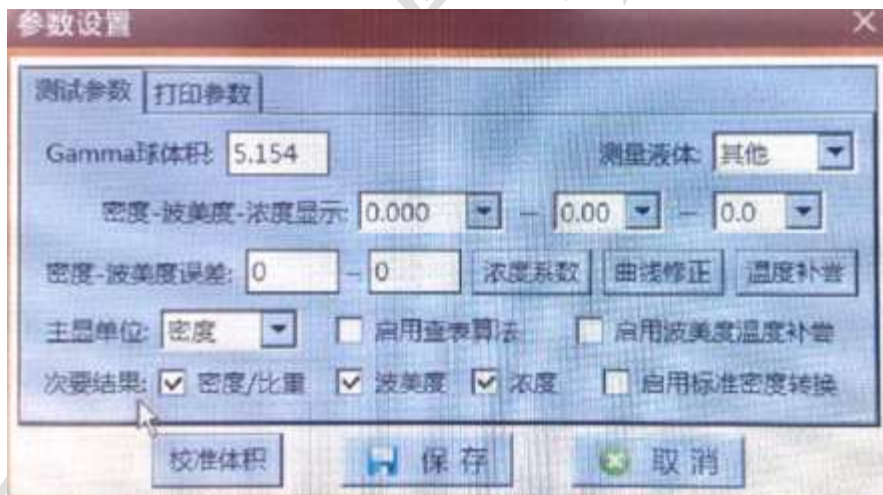 参数设置
测试参数 打印参数
Gamma球体积: 5.154 测量液体: 其他
密度-波美度-浓度显示: 0.000 - 0.00 - 0.0
密度-波美度误差: 0 - 0 浓度系数 曲线修正 温度补尝
主显单位: 密度 启用查表算法 启用波美度温度补尝
次要结果: 密度/比重 波美度 浓度 启用标准密度转换
校准体积 保存 取消